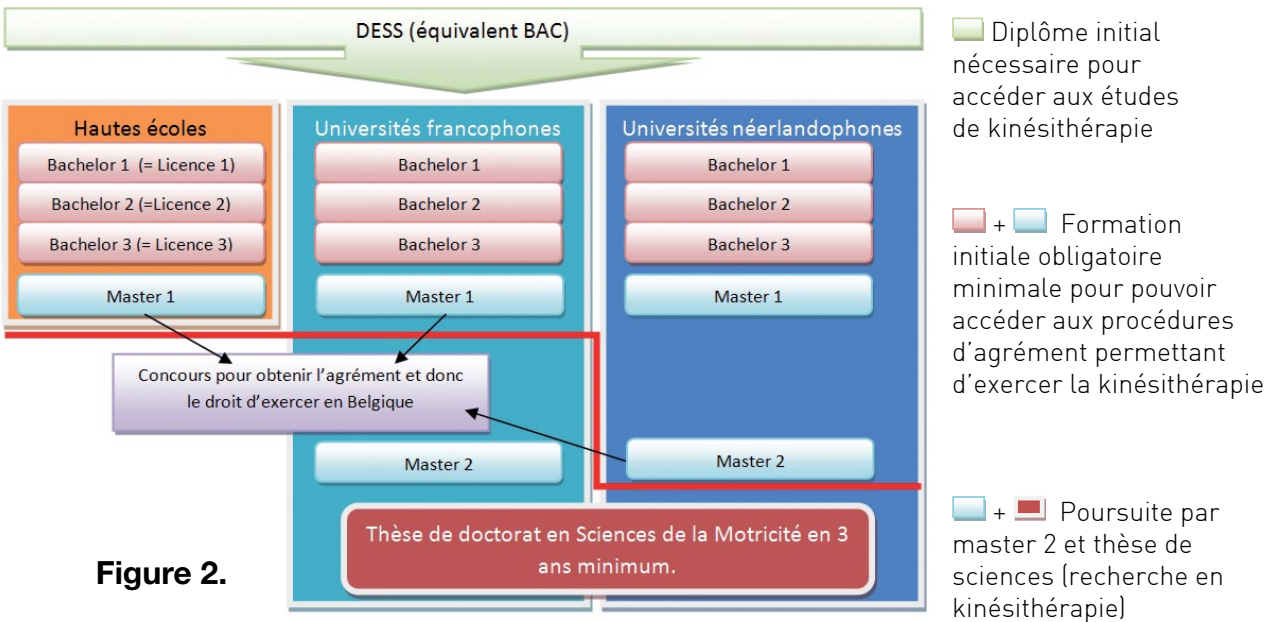 DESS (équivalent BAC)
Hautes écoles
Bachelor 1 (= Licence 1)
Bachelor 2 (=Licence 2)
Bachelor 3 (= Licence 3)
Master 1
Universités francophones
Bachelor 1
Bachelor 2
Bachelor 3
Master 1
Universités néerlandophones
Bachelor 1
Bachelor 2
Bachelor 3
Master 1
Concours pour obtenir l'agrément et donc
le droit d'exercer en Belgique
Master 2
Master 2
Thèse de doctorat en Sciences de la Motricité en 3
ans minimum.
Figure 2.
Diplôme initial
nécessaire pour
accéder aux études
de kinésithérapie
+ Formation
initiale obligatoire
minimale pour pouvoir
accéder aux procédures
d'agrément permettant
d'exercer la kinésithérapie
+ Poursuite par
master 2 et thèse de
sciences (recherche en
kinésithérapie)